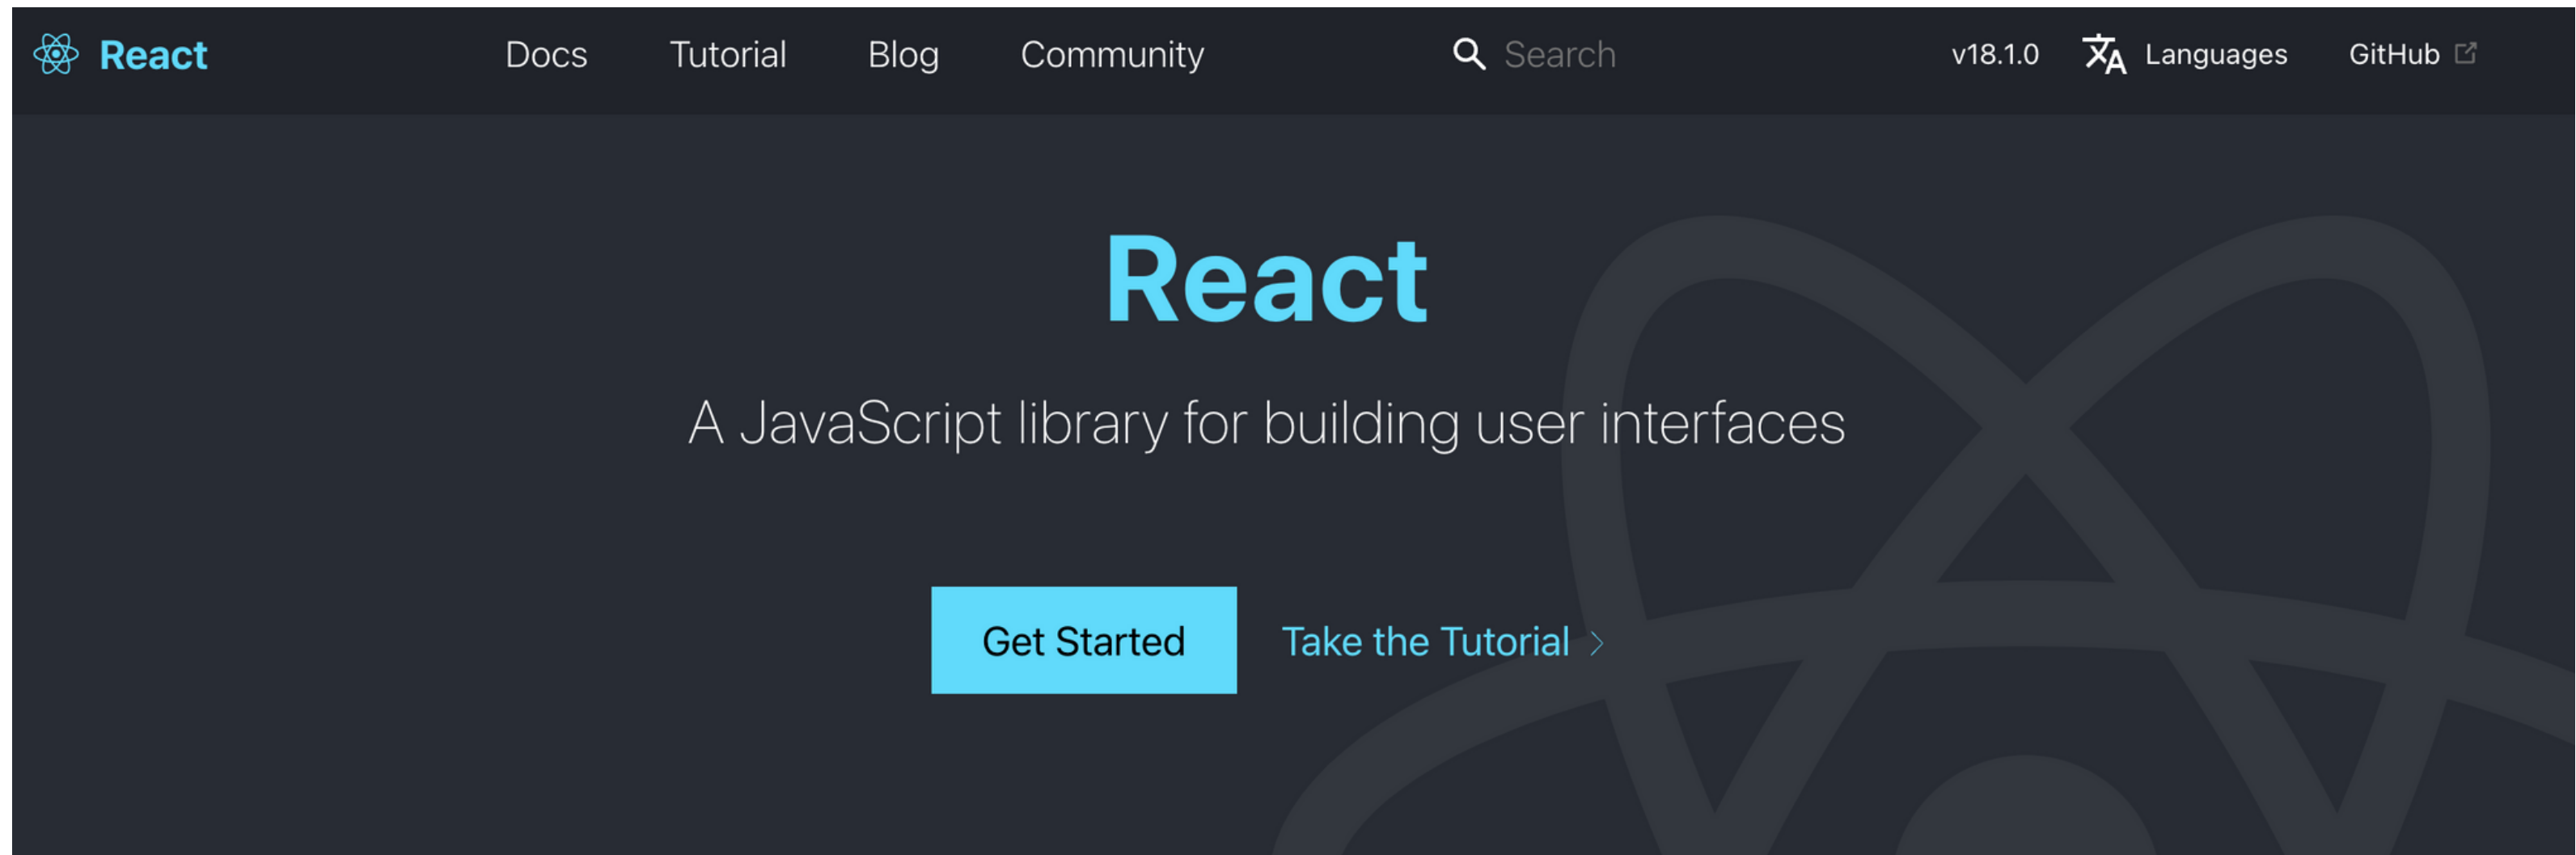 React Docs Tutorial Blog Community Search v18.1.0 Languages GitHub
React
A JavaScript library for building user interfaces
Get Started Take the Tutorial